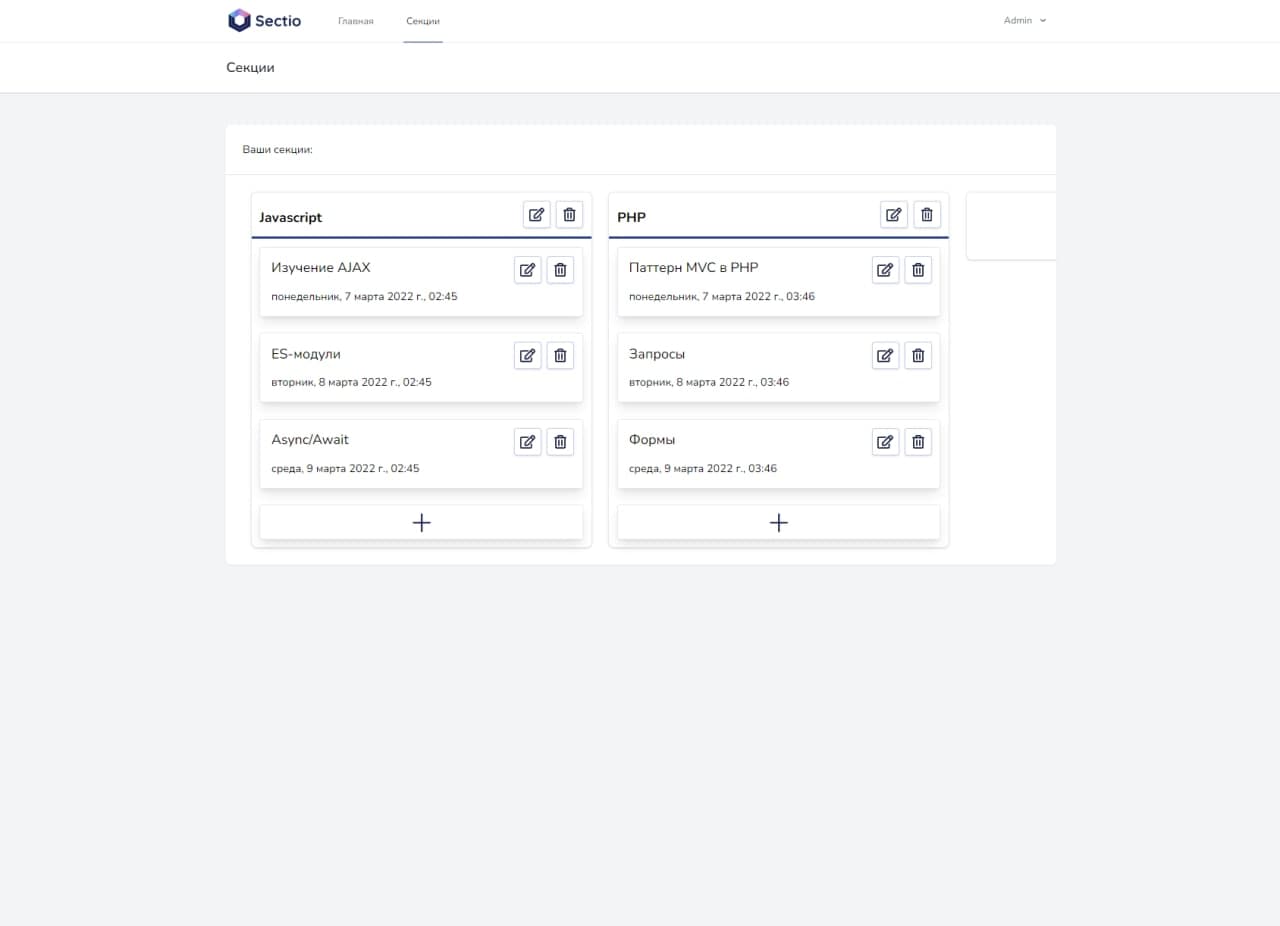 Sectio
Главная
Секции
Admin
Секции
Ваши секции:
Javascript
Изучение AJAX
понедельник, 7 марта 2022 г., 02:45
ES-модули
вторник, 8 марта 2022 г., 02:45
Async/Await
среда, 9 марта 2022 г., 02:45
PHP
Паттерн MVC в PHP
понедельник, 7 марта 2022 г., 03:46
Запросы
вторник, 8 марта 2022 г., 03:46
Формы
среда, 9 марта 2022 г., 03:46